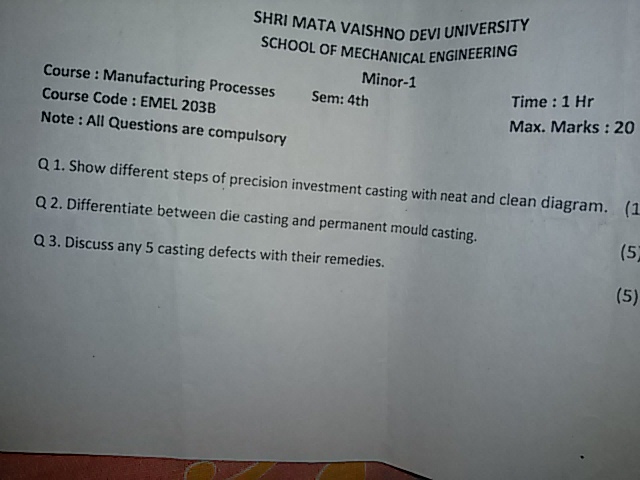 SHRI MATA VAISHNO DEVI UNIVERSITY
SCHOOL OF MECHANICAL ENGINEERING
Minor-1
Course : Manufacturing Processes Sem: 4th Time : 1 Hr
Course Code : EMEL 203B Max. Marks : 20
Note : All Questions are compulsory
Q 1. Show different steps of precision investment casting with neat and clean diagram. (1
Q 2. Differentiate between die casting and permanent mould casting. (5)
Q 3. Discuss any 5 casting defects with their remedies. (5)